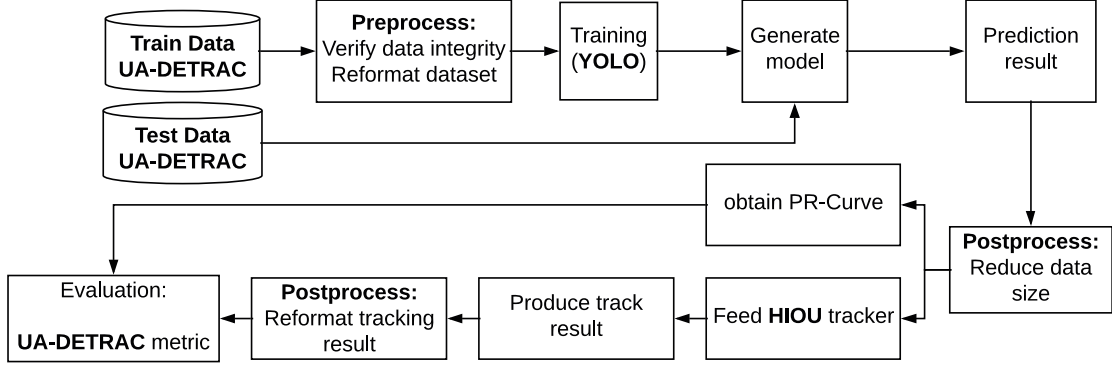 Train Data
UA-DETRAC
Preprocess:
Verify data integrity
Reformat dataset
Training
(YOLO)
Generate
model
Prediction
result
Test Data
UA-DETRAC
obtain PR-Curve
Postprocess:
Reduce data
size
Evaluation:
UA-DETRAC metric
Postprocess:
Reformat tracking
result
Produce track
result
Feed HIOU tracker